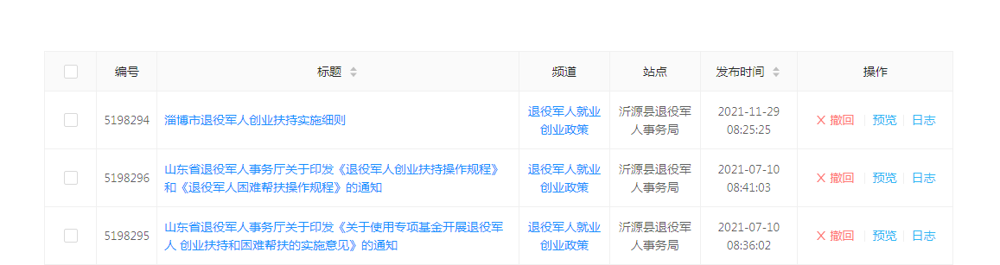 编号 标题 频道 站点 发布时间 操作
5198294 淄博市退役军人创业扶持实施细则 退役军人就业创业政策 沂源县退役军人事务局 2021-11-29 08:25:25 撤回 预览 日志
5198296 山东省退役军人事务厅关于印发《退役军人创业扶持操作规程》和《退役军人困难帮扶操作规程》的通知 退役军人就业创业政策 沂源县退役军人事务局 2021-07-10 08:41:03 撤回 预览 日志
5198295 山东省退役军人事务厅关于印发《关于使用专项基金开展退役军人 创业扶持和困难帮扶的实施意见》的通知 退役军人就业创业政策 沂源县退役军人事务局 2021-07-10 08:36:02 撤回 预览 日志